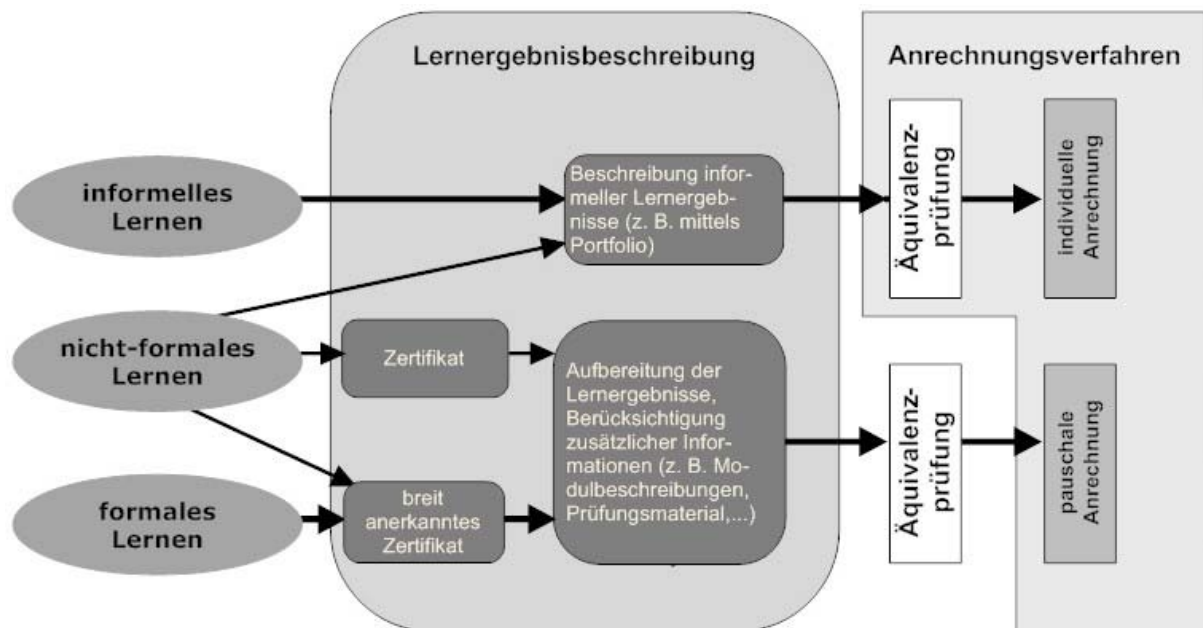 Lernergebnisbeschreibung
Anrechnungsverfahren
informelles
Lernen
Beschreibung infor-
meller Lernergeb-
nisse (z. B. mittels
Portfolio)
Äquivalenz-
prüfung
individuelle
Anrechnung
nicht-formales
Lernen
Zertifikat
Aufbereitung der
Lernergebnisse,
Berücksichtigung
zusätzlicher Infor-
mationen (z. B. Mo-
dulbeschreibungen,
Prüfungsmaterial,...)
Äquivalenz-
prüfung
pauschale
Anrechnung
formales
Lernen
breit
anerkanntes
Zertifikat